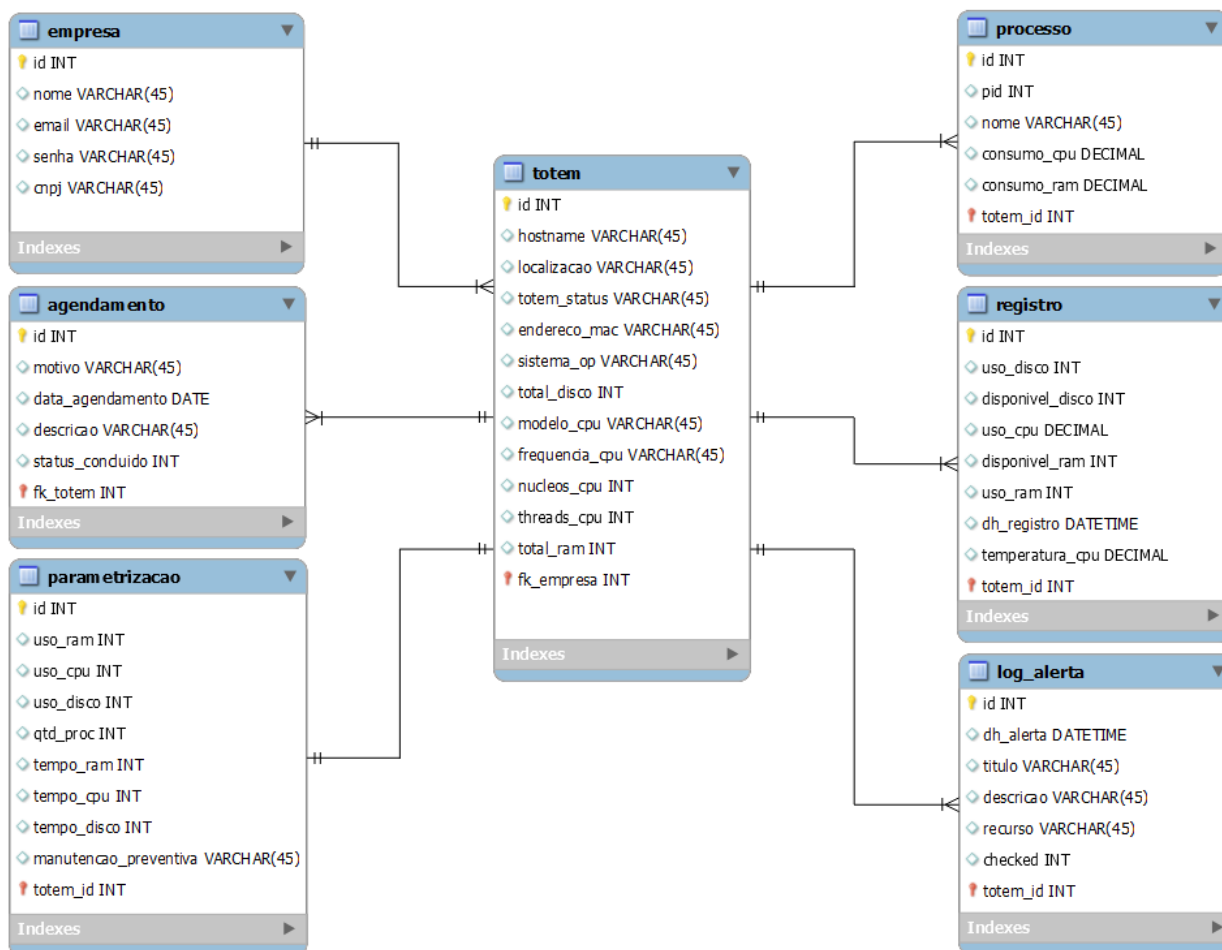 empresa
id INT
nome VARCHAR(45)
email VARCHAR(45)
senha VARCHAR(45)
cnpj VARCHAR(45)
Indexes
agendamento
id INT
motivo VARCHAR(45)
data_agendamento DATE
descricao VARCHAR(45)
status_concluido INT
fk_totem INT
Indexes
parametrizacao
id INT
uso_ram INT
uso_cpu INT
uso_disco INT
qtd_proc INT
tempo_ram INT
tempo_cpu INT
tempo_disco INT
manutencao_preventiva VARCHAR(45)
totem_id INT
Indexes
totem
id INT
hostname VARCHAR(45)
localizacao VARCHAR(45)
totem_status VARCHAR(45)
endereco_mac VARCHAR(45)
sistema_op VARCHAR(45)
total_disco INT
modelo_cpu VARCHAR(45)
frequência_cpu VARCHAR(45)
nucleos_cpu INT
threads_cpu INT
total_ram INT
fk_empresa INT
Indexes
processo
id INT
pid INT
nome VARCHAR(45)
consumo_cpu DECIMAL
consumo_ram DECIMAL
totem_id INT
Indexes
registro
id INT
uso_disco INT
disponivel_disco INT
uso_cpu DECIMAL
disponivel_ram INT
uso_ram INT
dh_registro DATETIME
temperatura_cpu DECIMAL
totem_id INT
Indexes
log_alerta
id INT
dh_alerta DATETIME
titulo VARCHAR(45)
descricao VARCHAR(45)
recurso VARCHAR(45)
checked INT
totem_id INT
Indexes